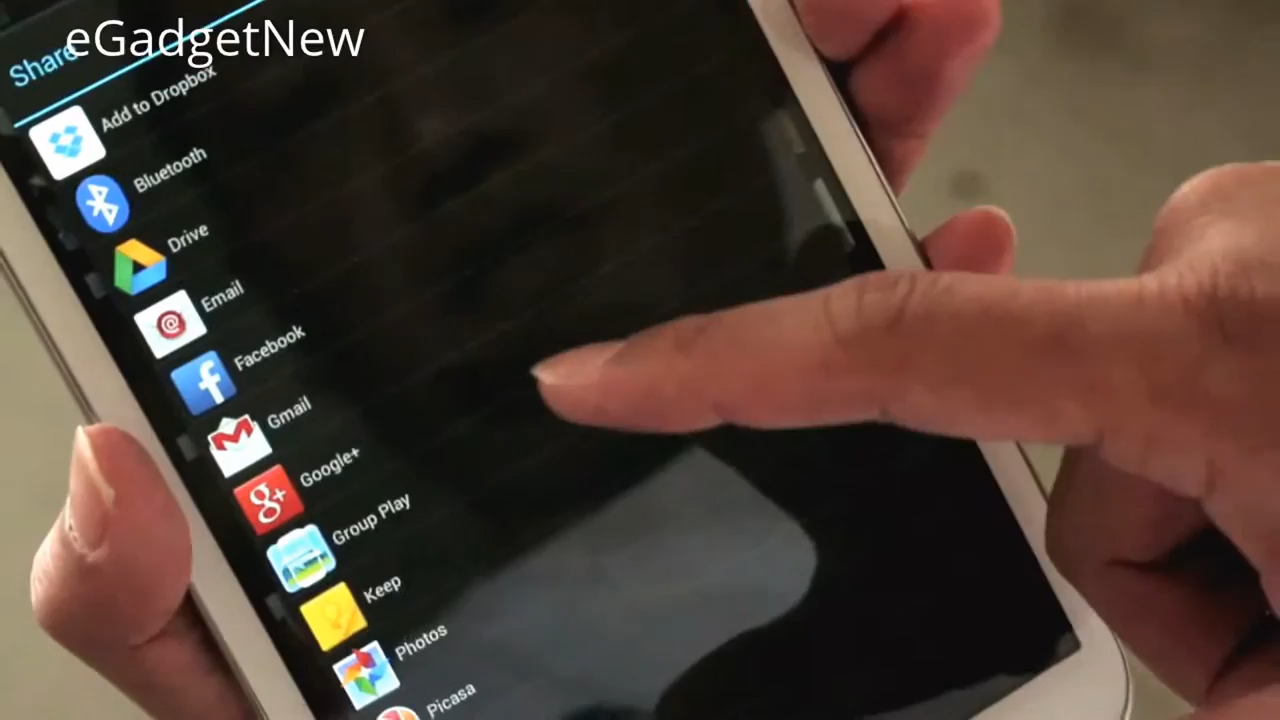 eGadgetNew
Share
Add to Dropbox
Bluetooth
Drive
Email
Facebook
Gmail
Google+
Group Play
Keep
Photos
Picasa